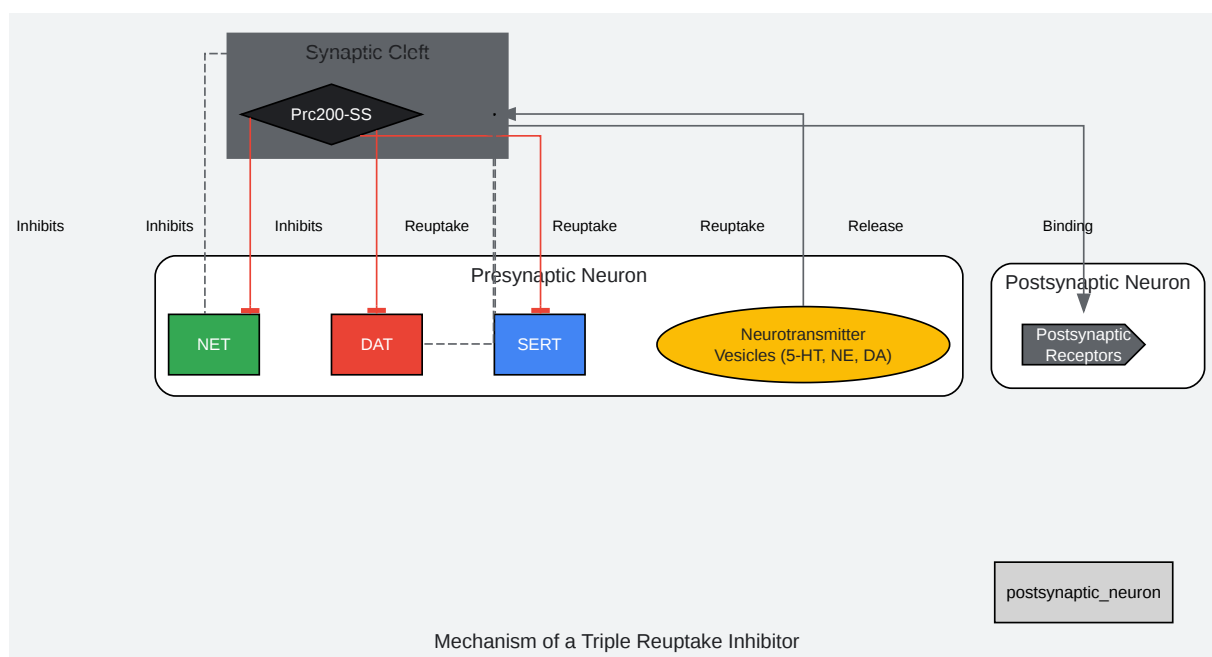 Synaptic Cleft
Prc200-SS
Inhibits
Inhibits
Inhibits
Reuptake
Reuptake
Reuptake
Release
Binding
Presynaptic Neuron
NET
DAT
SERT
Neurotransmitter
Vesicles (5-HT, NE, DA)
Postsynaptic Neuron
Postsynaptic
Receptors
postsynaptic_neuron
Mechanism of a Triple Reuptake Inhibitor